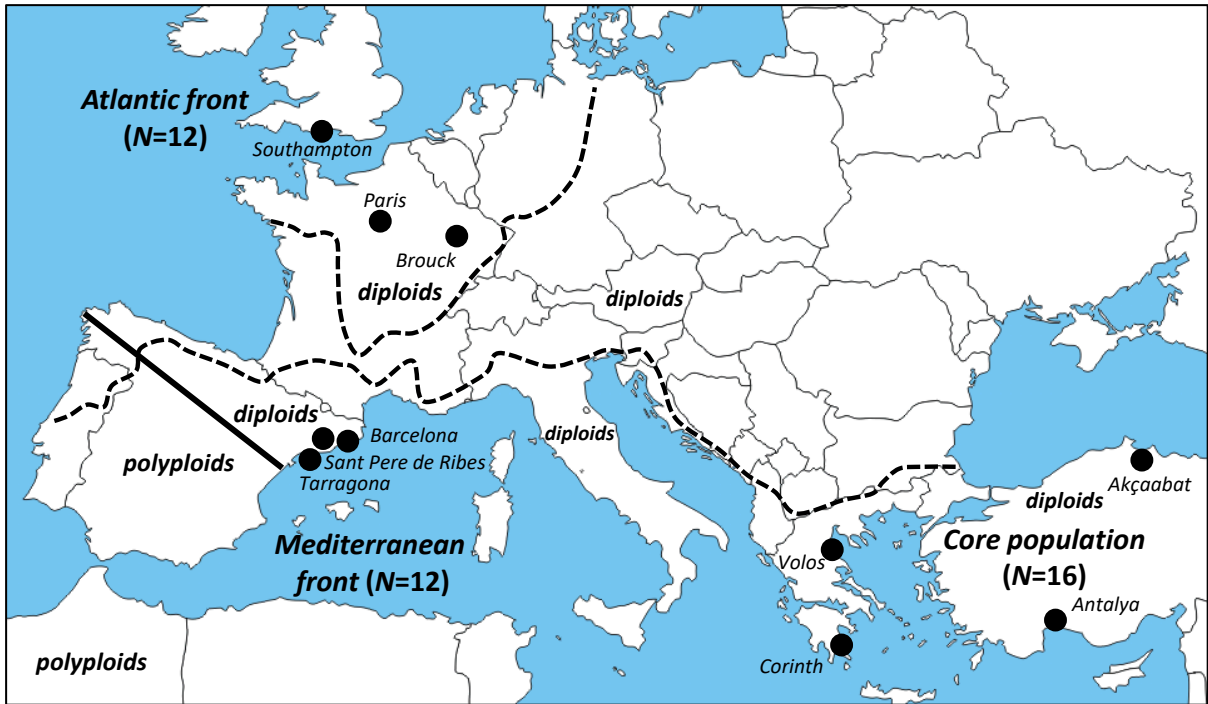 Atlantic front
(N=12)
Southampton
Paris
Brouck
diploids
diploids
diploids
polyploids
Barcelona
Sant Pere de Ribes
Tarragona
diploids
Mediterranean
front (N=12)
diploids
Akçaabat
Core population
(N=16)
Volos
Antalya
Corinth
polyploids